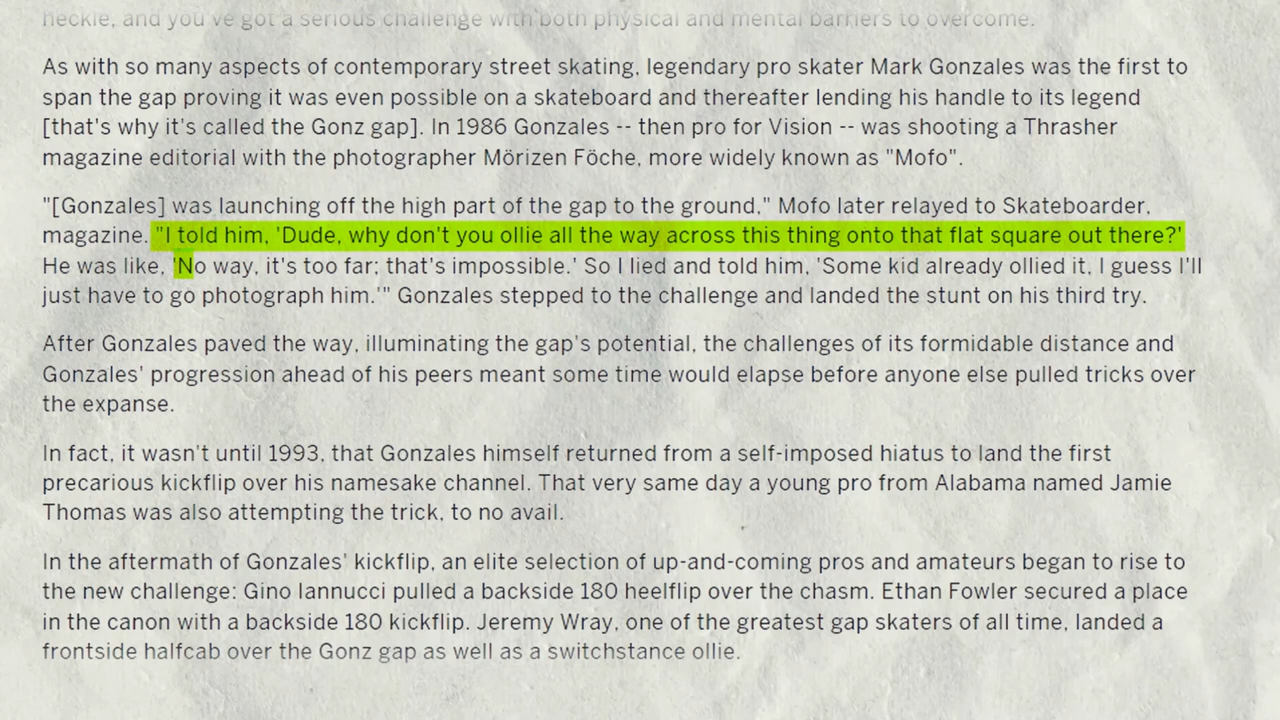 heckle, and you've got a serious challenge with both physical and mental barriers to overcome.
As with so many aspects of contemporary street skating, legendary pro skater Mark Gonzales was the first to
span the gap proving it was even possible on a skateboard and thereafter lending his handle to its legend
[that's why it's called the Gonz gap]. In 1986 Gonzales -- then pro for Vision -- was shooting a Thrasher
magazine editorial with the photographer Mörizen Föche, more widely known as "Mofo".
"[Gonzales] was launching off the high part of the gap to the ground," Mofo later relayed to Skateboarder,
magazine. "I told him, 'Dude, why don't you ollie all the way across this thing onto that flat square out there?'
He was like, 'No way, it's too far; that's impossible.' So I lied and told him, 'Some kid already ollied it, I guess I'll
just have to go photograph him.'" Gonzales stepped to the challenge and landed the stunt on his third try.
After Gonzales paved the way, illuminating the gap's potential, the challenges of its formidable distance and
Gonzales' progression ahead of his peers meant some time would elapse before anyone else pulled tricks over
the expanse.
In fact, it wasn't until 1993, that Gonzales himself returned from a self-imposed hiatus to land the first
precarious kickflip over his namesake channel. That very same day a young pro from Alabama named Jamie
Thomas was also attempting the trick, to no avail.
In the aftermath of Gonzales' kickflip, an elite selection of up-and-coming pros and amateurs began to rise to
the new challenge: Gino Iannucci pulled a backside 180 heelflip over the chasm. Ethan Fowler secured a place
in the canon with a backside 180 kickflip. Jeremy Wray, one of the greatest gap skaters of all time, landed a
frontside halfcab over the Gonz gap as well as a switchstance ollie.